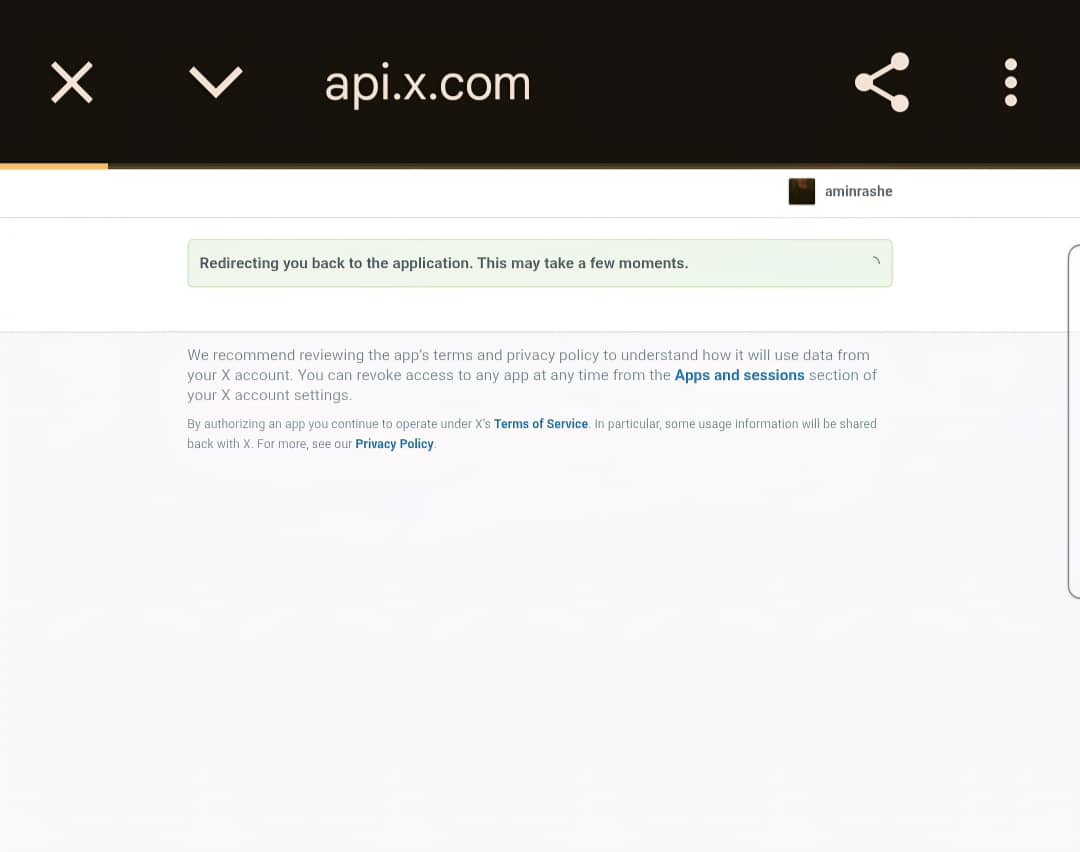 api.x.com
aminrashe
Redirecting you back to the application. This may take a few moments.
We recommend reviewing the app's terms and privacy policy to understand how it will use data from
your X account. You can revoke access to any app at any time from the Apps and sessions section of
your X account settings.
By authorizing an app you continue to operate under X's Terms of Service. In particular, some usage information will be shared
back with X. For more, see our Privacy Policy.